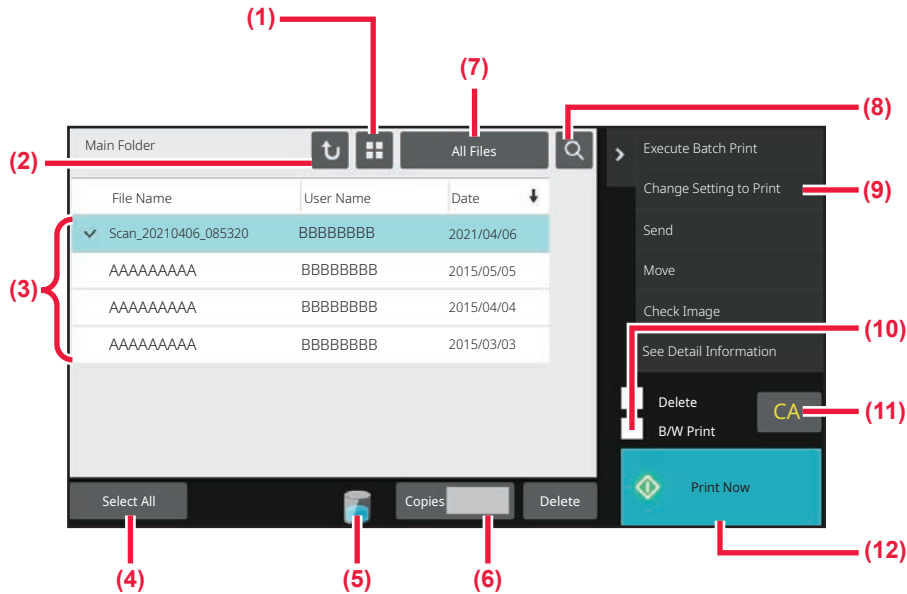 (1)
(7)
(8)
Main Folder
All Files
(2)
Execute Batch Print
File Name User Name Date
Change Setting to Print
(9)
Scan_20210406_085320 BBBBBBBB 2021/04/06
Send
(3)
AAAAAAAAA BBBBBBBB 2015/05/05
Move
AAAAAAAAA BBBBBBBB 2015/04/04
Check Image
(10)
AAAAAAAAA BBBBBBBB 2015/03/03
See Detail Information
Delete
CA
(11)
B/W Print
Select All
Copies
Delete
Print Now
(12)
(4)
(5)
(6)